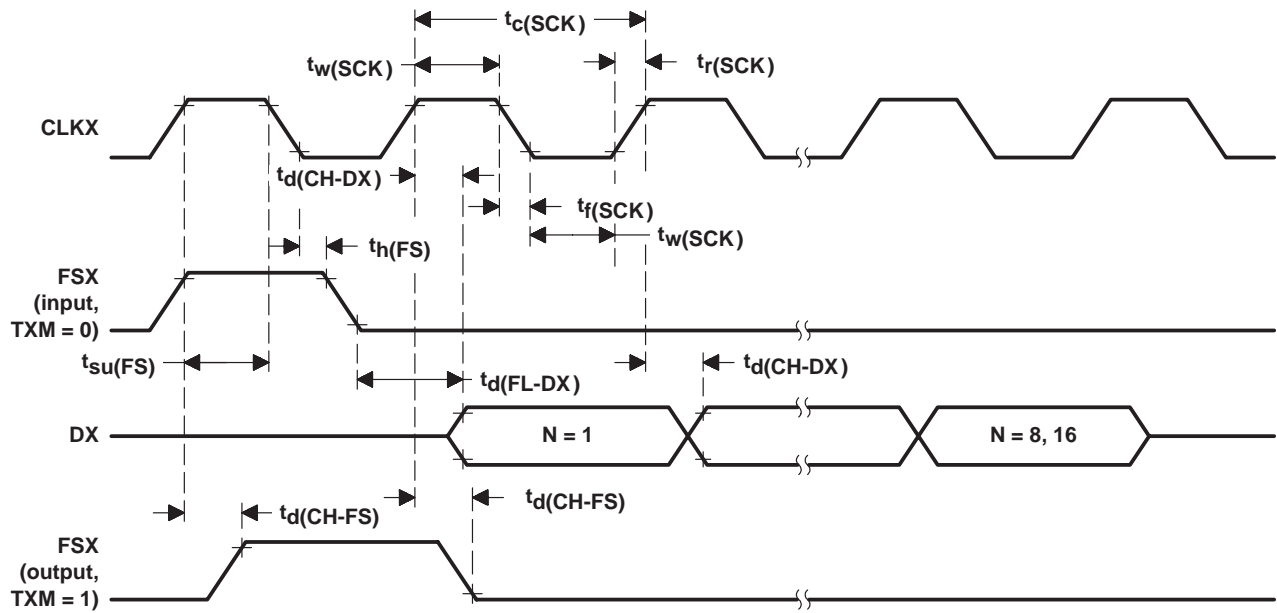 tc(SCK)
tw(SCK)
tr(SCK)
CLKX
td(CH-DX)
tf(SCK)
tw(SCK)
th(FS)
FSX
(input,
TXM = 0)
tsu(FS)
td(CH-DX)
td(FL-DX)
DX
N = 1
N = 8, 16
td(CH-FS)
td(CH-FS)
FSX
(output,
TXM = 1)